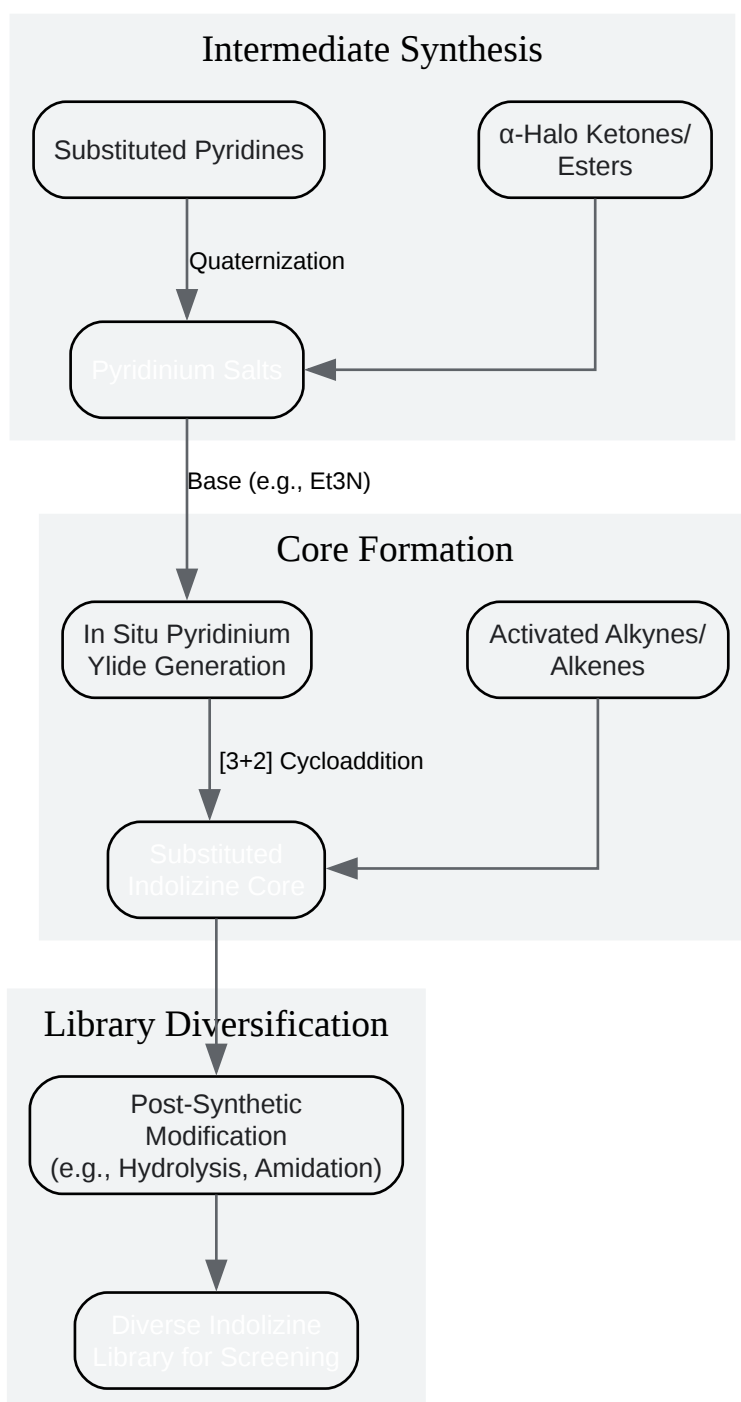 Intermediate Synthesis
Substituted Pyridines
α-Halo Ketones/
Esters
Quaternization
Pyridinium Salts
Base (e.g., Et3N)
Core Formation
In Situ Pyridinium
Ylide Generation
Activated Alkynes/
Alkenes
[3+2] Cycloaddition
Substituted
Indolizine Core
Library Diversification
Post-Synthetic
Modification
(e.g., Hydrolysis, Amidation)
Diverse Indolizine
Library for Screening